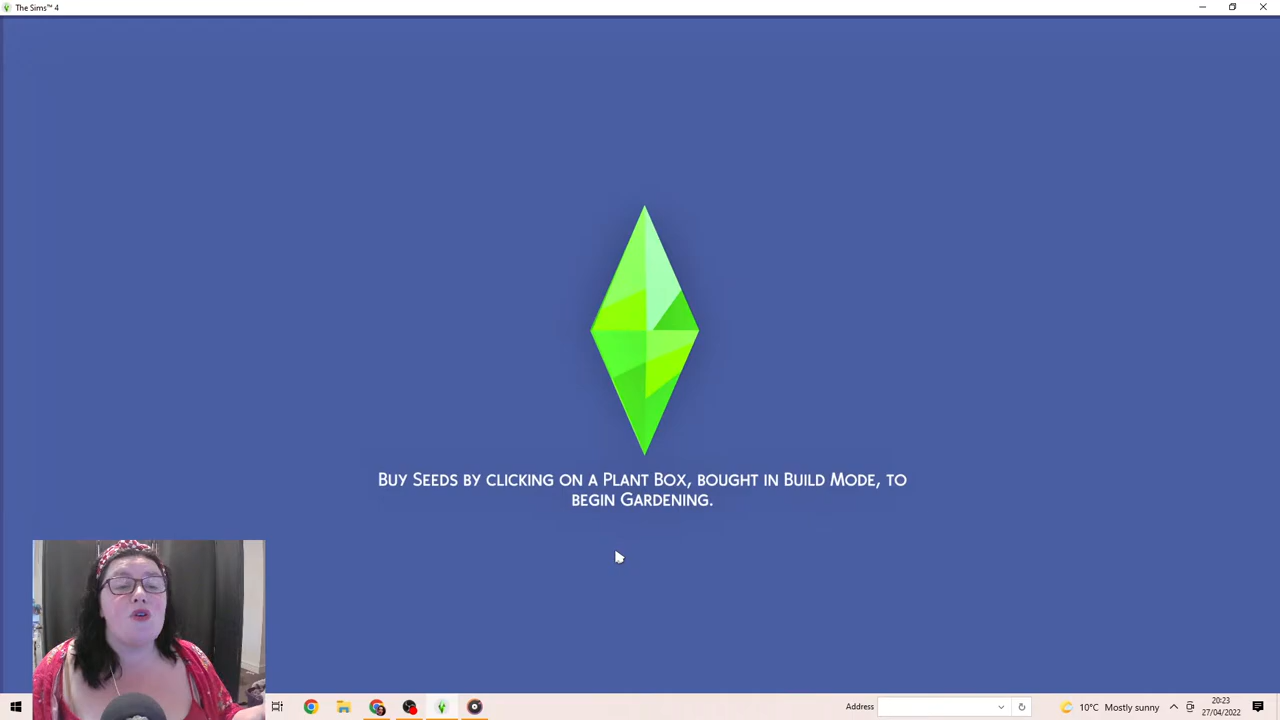 The Sims™ 4
BUY SEEDS BY CLICKING ON A PLANT BOX, BOUGHT IN BUILD MODE, TO
BEGIN GARDENING.
Address
10°C Mostly sunny
20:23
27/04/2022